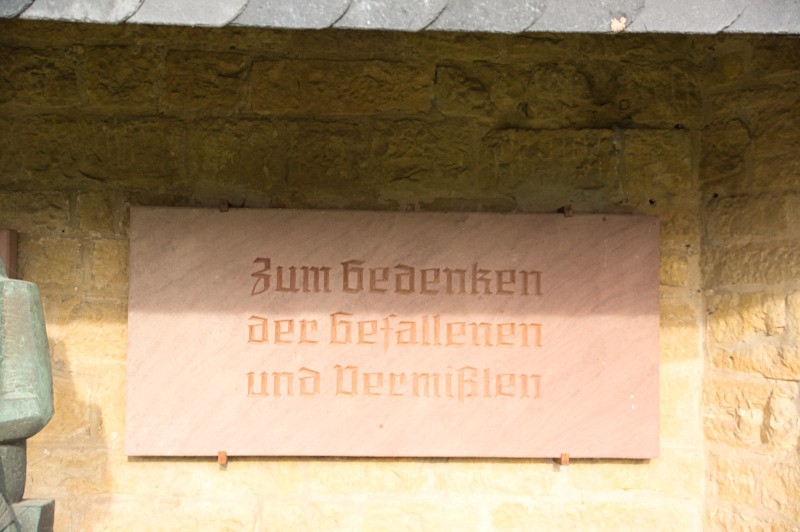 Zum Gedenken
der Gefallenen
und Vermißten